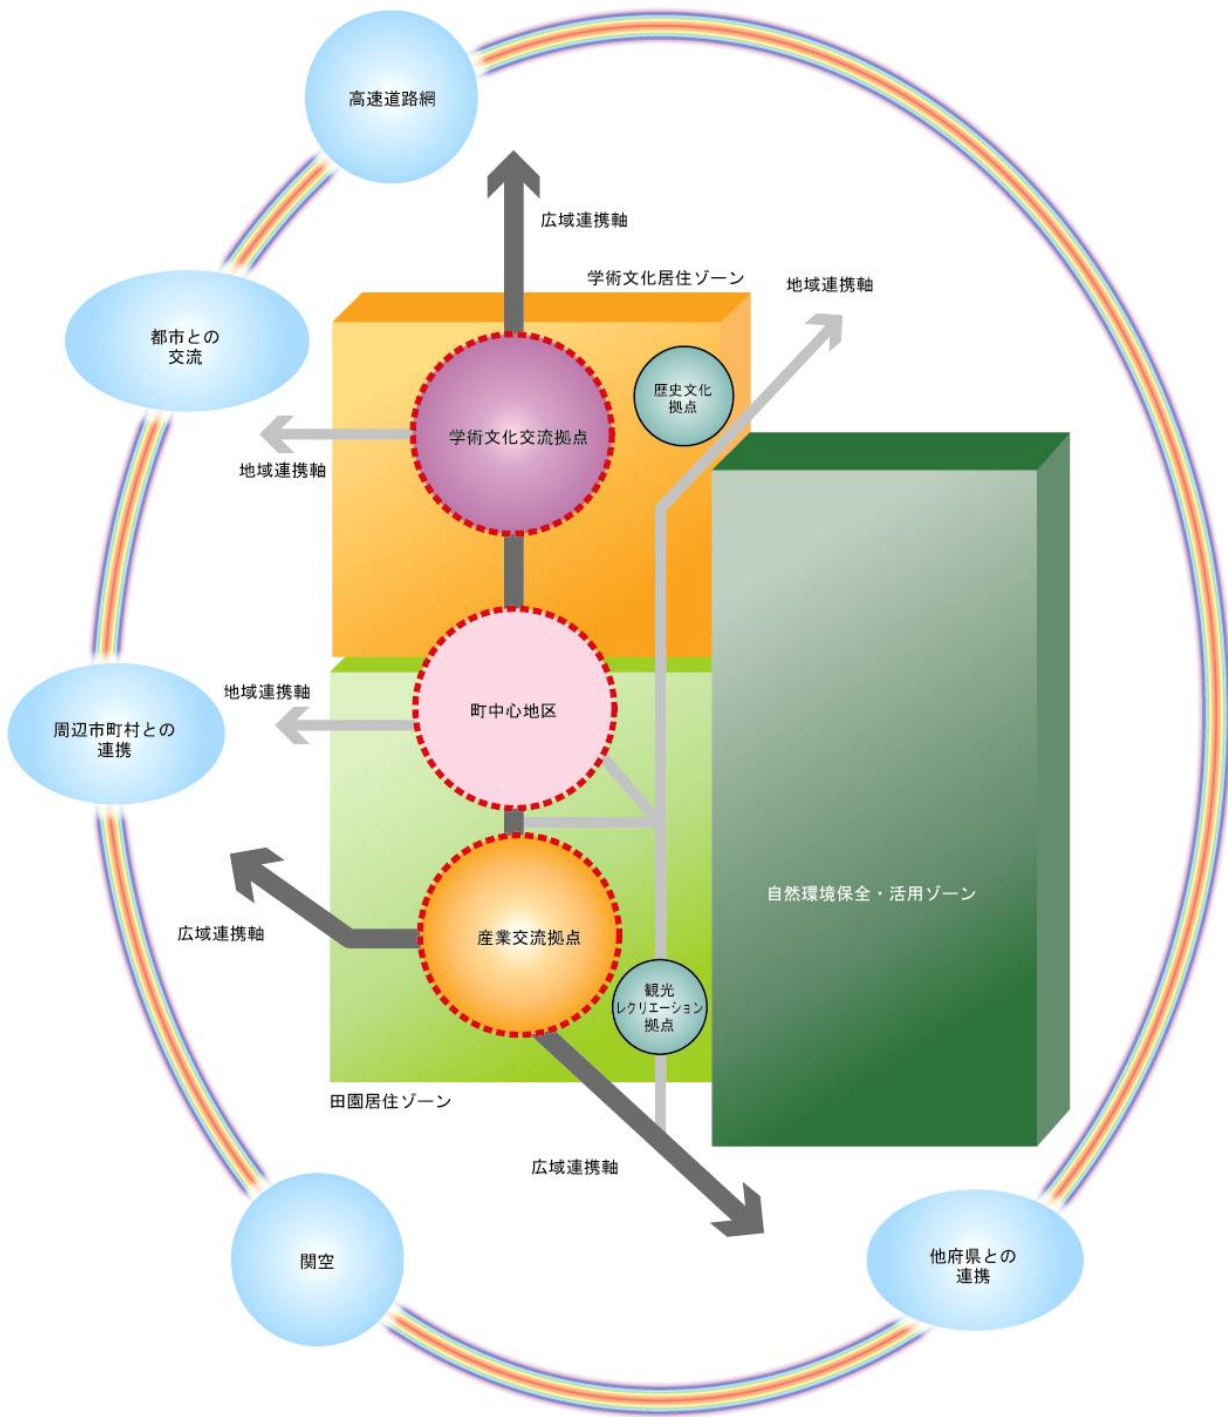 高速道路網
広域連携軸
学術文化居住ゾーン
地域連携軸
都市との
交流
歴史文化
拠点
学術文化交流拠点
地域連携軸
地域連携軸
町中心地区
周辺市町村との
連携
自然環境保全・活用ゾーン
広域連携軸
産業交流拠点
観光
レクリエーション
拠点
田園居住ゾーン
広域連携軸
関空
他府県との
連携